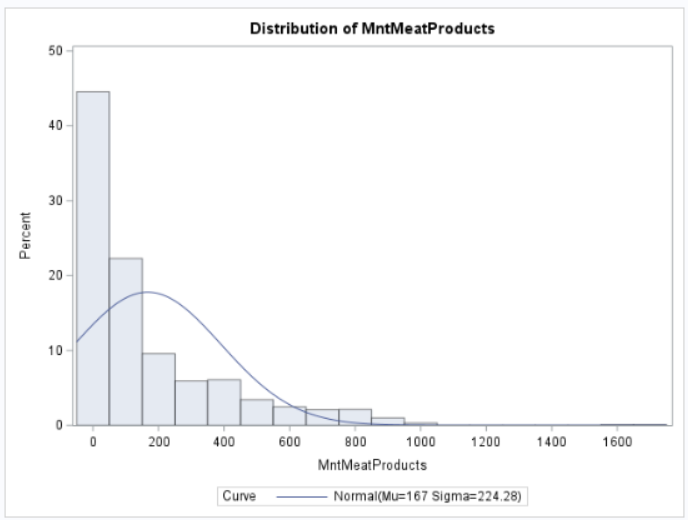 Distribution of MntMeatProducts
50
40
30
20
10
0
Percent
0 200 400 600 800 1000 1200 1400 1600
MntMeatProducts
Curve Normal(Mu=167 Sigma=224.28)